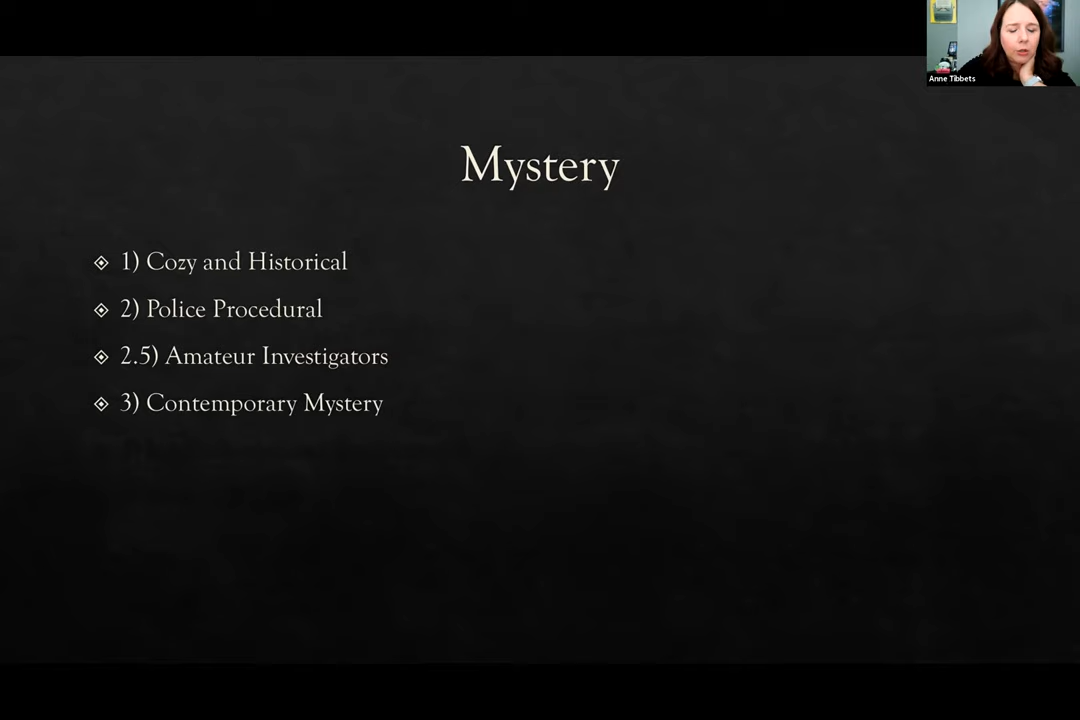 Anne Tibbets
Mystery
1) Cozy and Historical
2) Police Procedural
2.5) Amateur Investigators
3) Contemporary Mystery